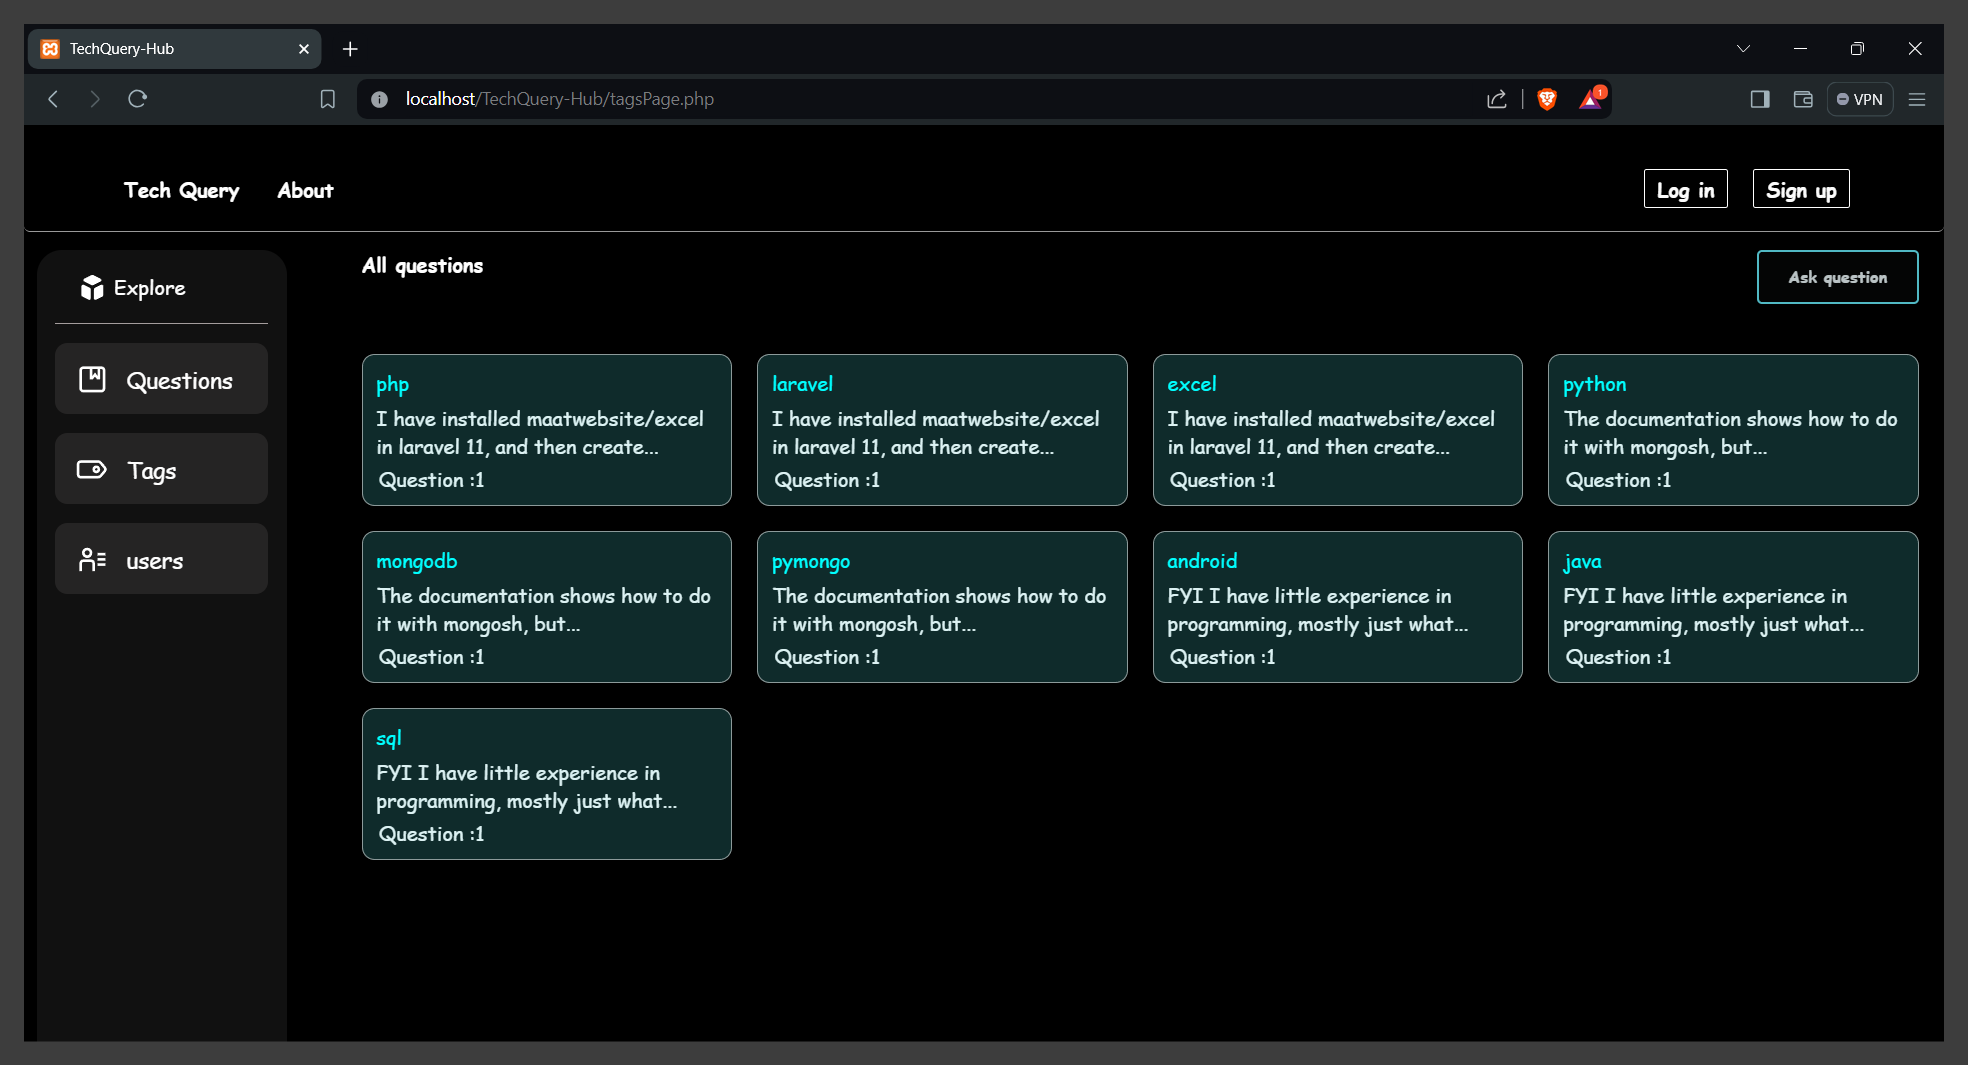 TechQuery-Hub
localhost/TechQuery-Hub/tagsPage.php
1
VPN
Tech Query
About
Log in
Sign up
Explore
Questions
Tags
users
All questions
Ask question
php
I have installed maatwebsite/excel
in laravel 11, and then create...
Question :1
laravel
I have installed maatwebsite/excel
in laravel 11, and then create...
Question :1
excel
I have installed maatwebsite/excel
in laravel 11, and then create...
Question :1
python
The documentation shows how to do
it with mongosh, but...
Question :1
mongodb
The documentation shows how to do
it with mongosh, but...
Question :1
pymongo
The documentation shows how to do
it with mongosh, but...
Question :1
android
FYI I have little experience in
programming, mostly just what...
Question :1
java
FYI I have little experience in
programming, mostly just what...
Question :1
sql
FYI I have little experience in
programming, mostly just what...
Question :1